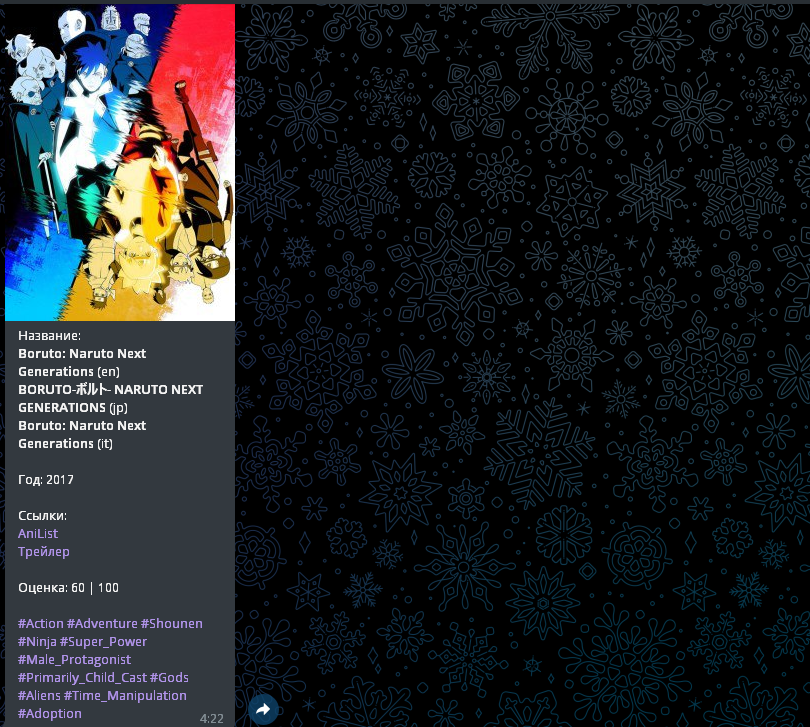 Название:
Boruto: Naruto Next
Generations (en)
BORUTO-ボルト- NARUTO NEXT
GENERATIONS (jp)
Boruto: Naruto Next
Generations (it)
Год: 2017
Ссылки:
AniList
Трейлер
Оценка: 60 | 100
#Action #Adventure #Shounen
#Ninja #Super_Power
#Male_Protagonist
#Primarily_Child_Cast #Gods
#Aliens #Time_Manipulation
#Adoption
4:22